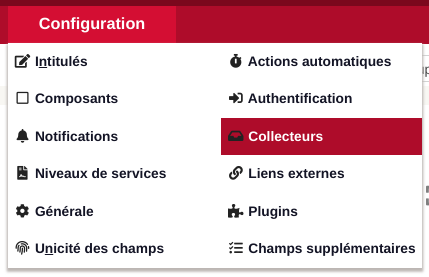 Configuration
Intitulés
Actions automatiques
Composants
Authentification
Notifications
Collecteurs
Niveaux de services
Liens externes
Générale
Plugins
Unicité des champs
Champs supplémentaires